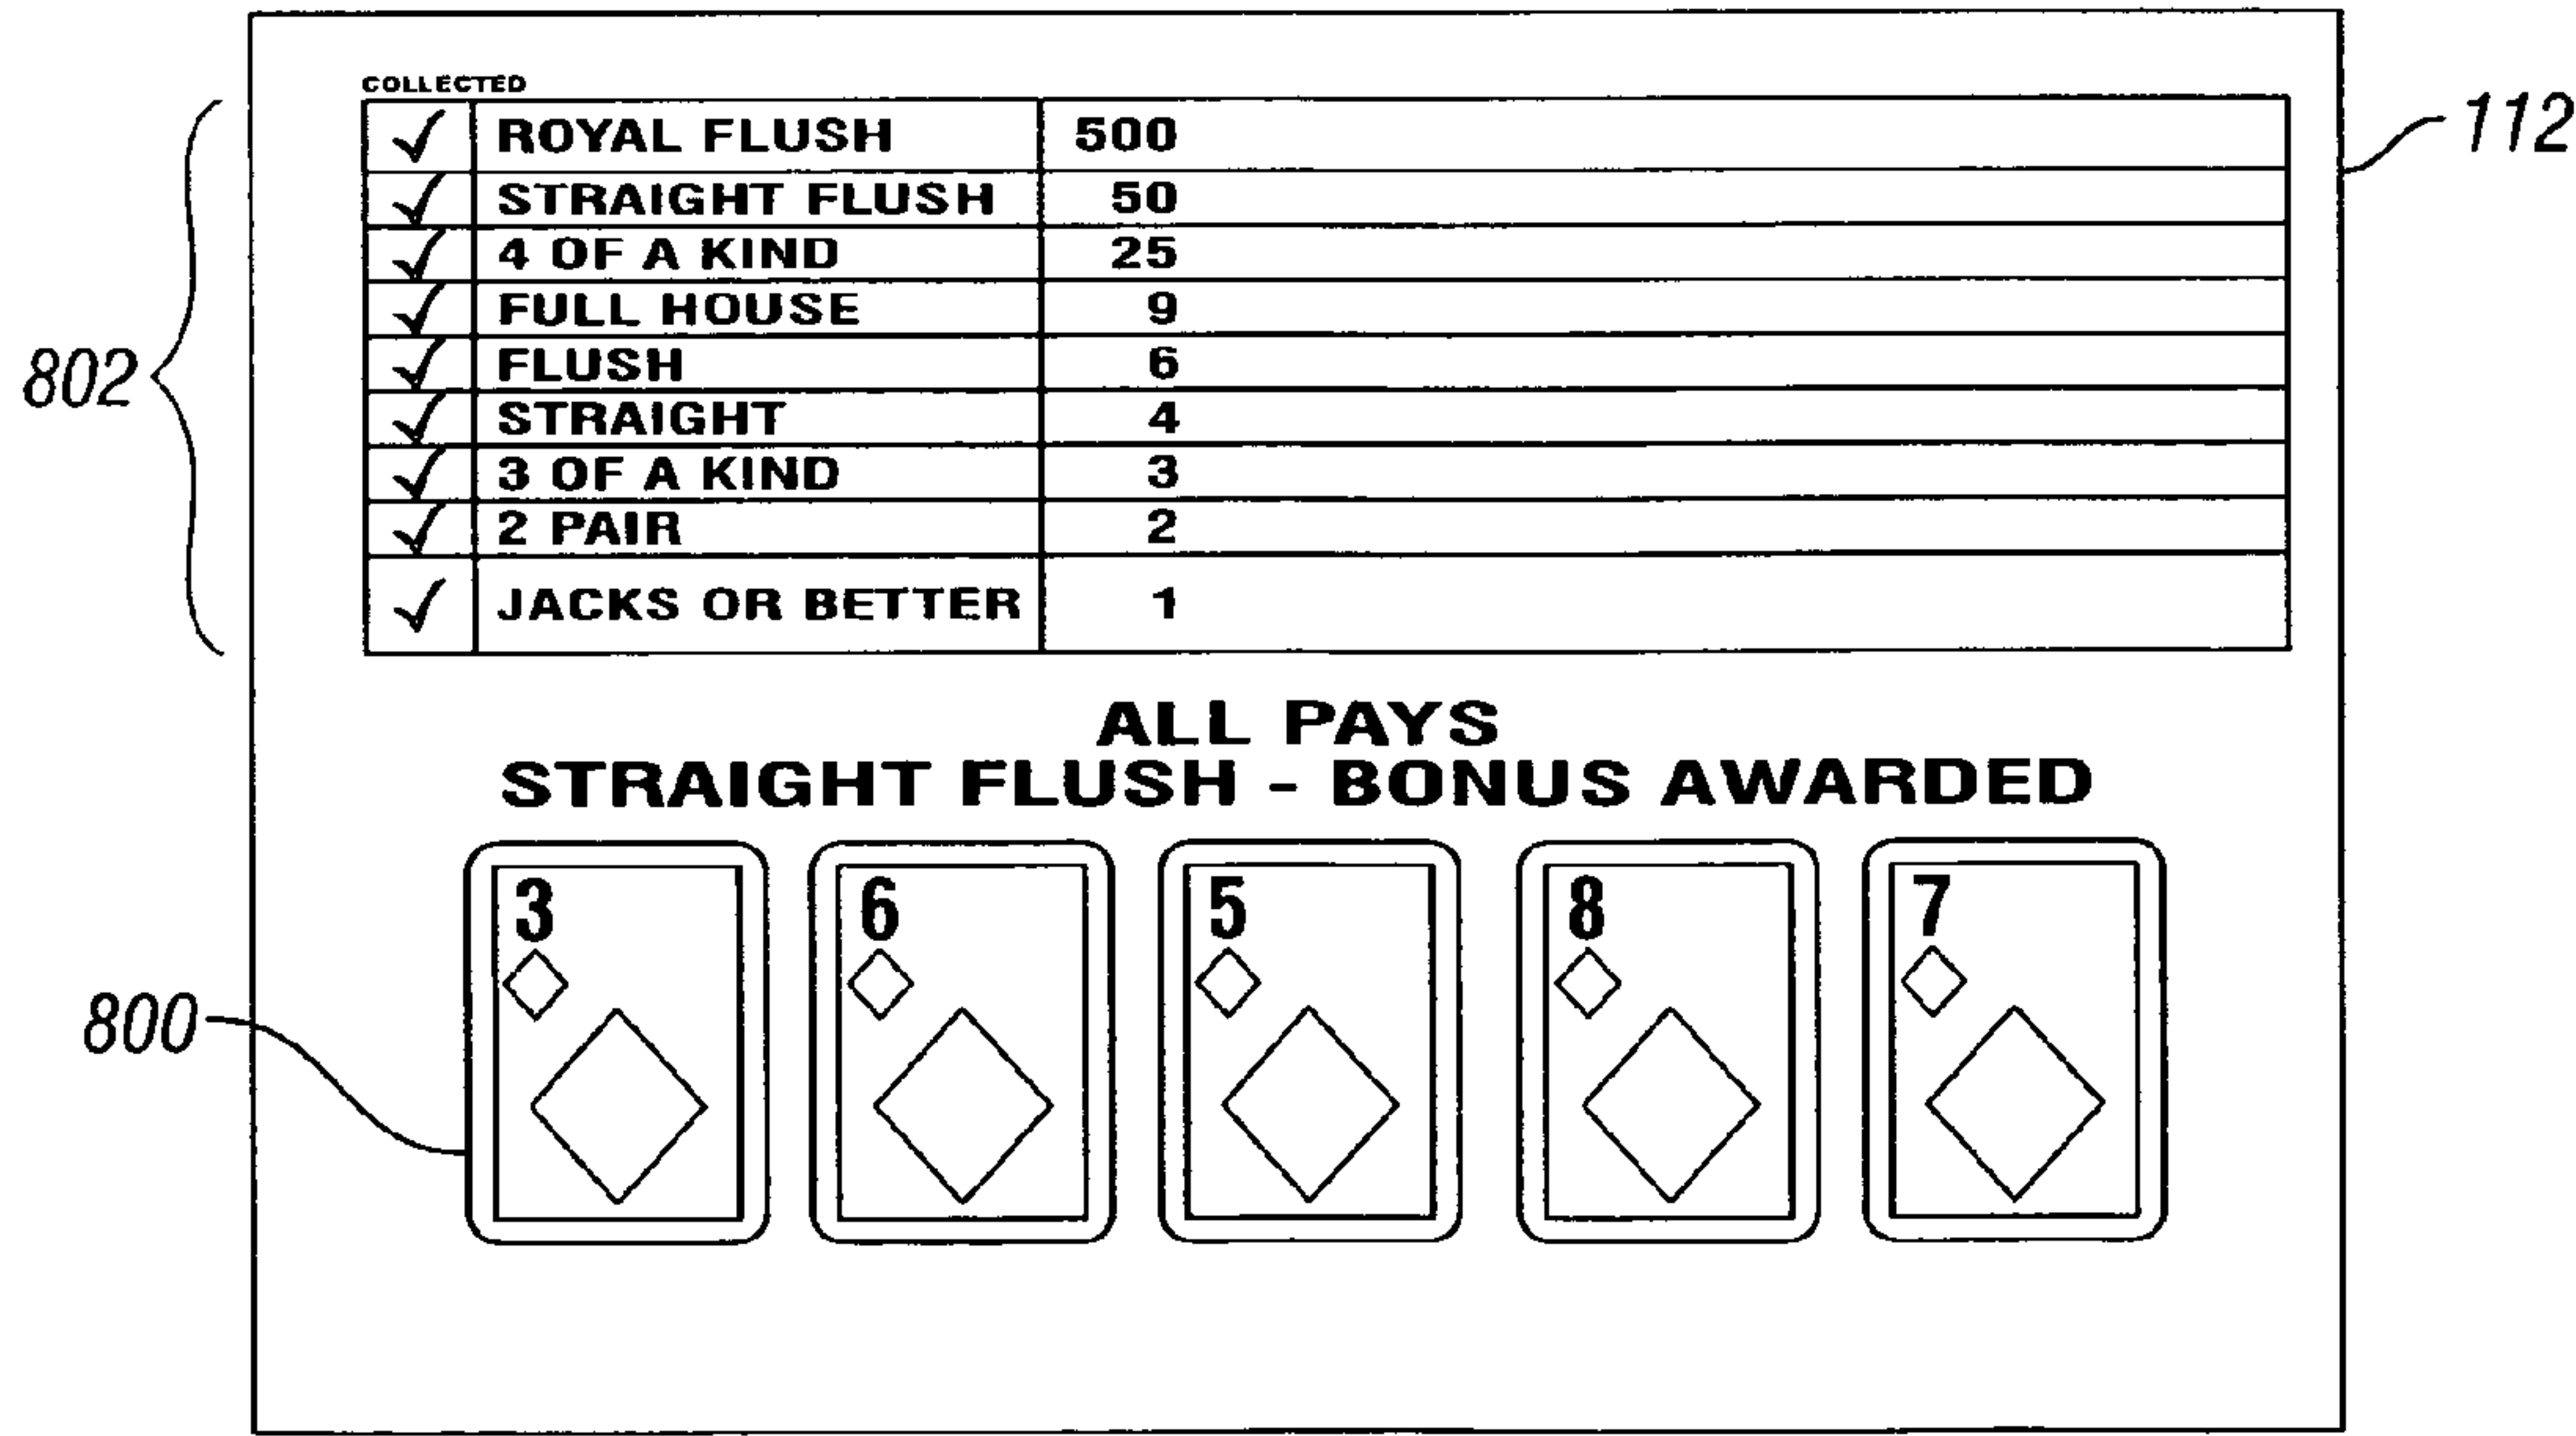 COLLECTED
✓ ROYAL FLUSH 500
✓ STRAIGHT FLUSH 50
✓ 4 OF A KIND 25
✓ FULL HOUSE 9
✓ FLUSH 6
✓ STRAIGHT 4
✓ 3 OF A KIND 3
✓ 2 PAIR 2
✓ JACKS OR BETTER 1
112
802
ALL PAYS
STRAIGHT FLUSH - BONUS AWARDED
3 6 5 8 7
800